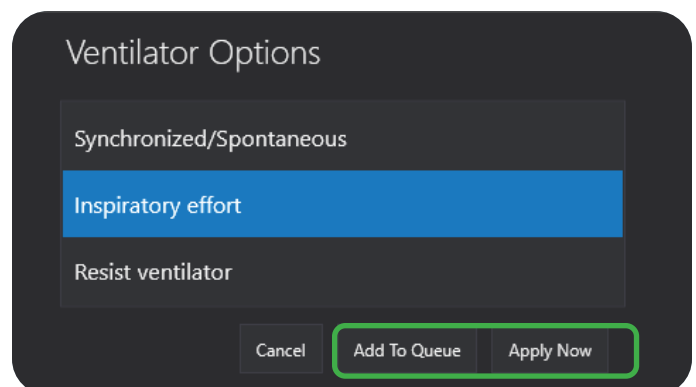 Ventilator Options
Synchronized/Spontaneous
Inspiratory effort
Resist ventilator
Cancel Add To Queue Apply Now